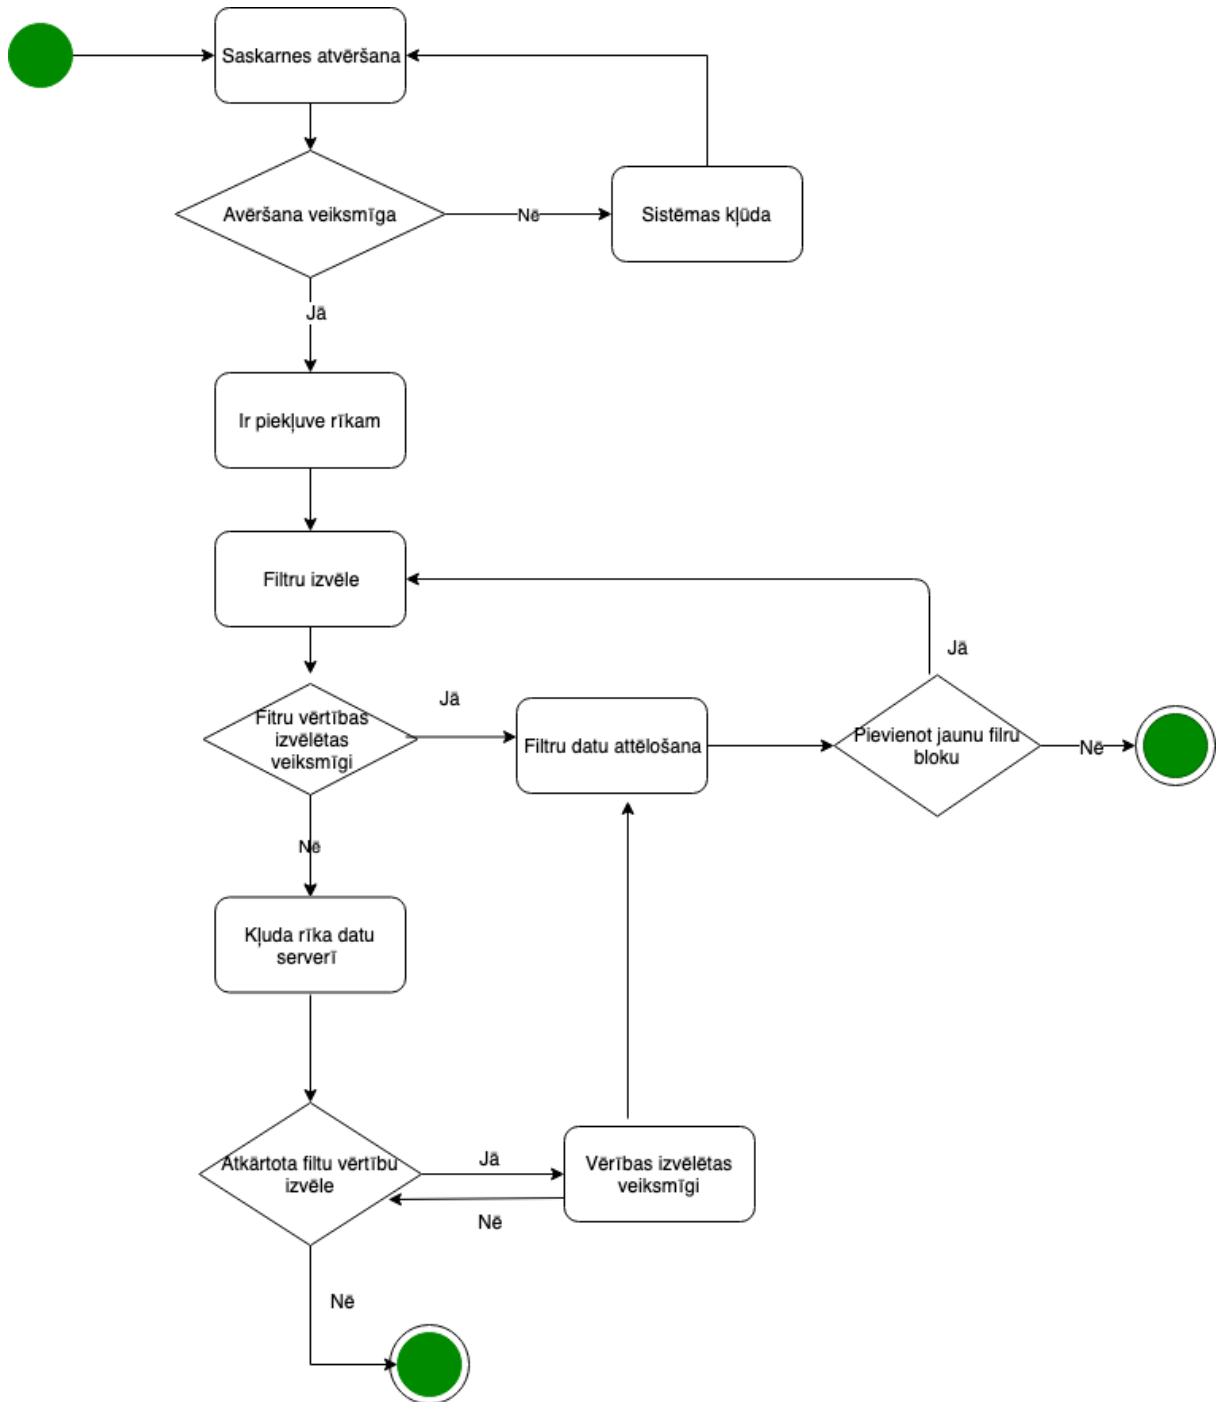 Saskarnes atvēršana
Avēršana veiksmīga
Nē
Sistēmas kļūda
Jā
Ir piekļuve rīkam
Filtru izvēle
Jā
Jā
Fitru vērtības
izvēlētas
veiksmīgi
Filtru datu attēlošana
Pievienot jaunu filru
bloku
Nē
Nē
Kļuda rīka datu
serverī
Atkārtota filtu vērtību
izvēle
Jā
Vērības izvēlētas
veiksmīgi
Nē
Nē